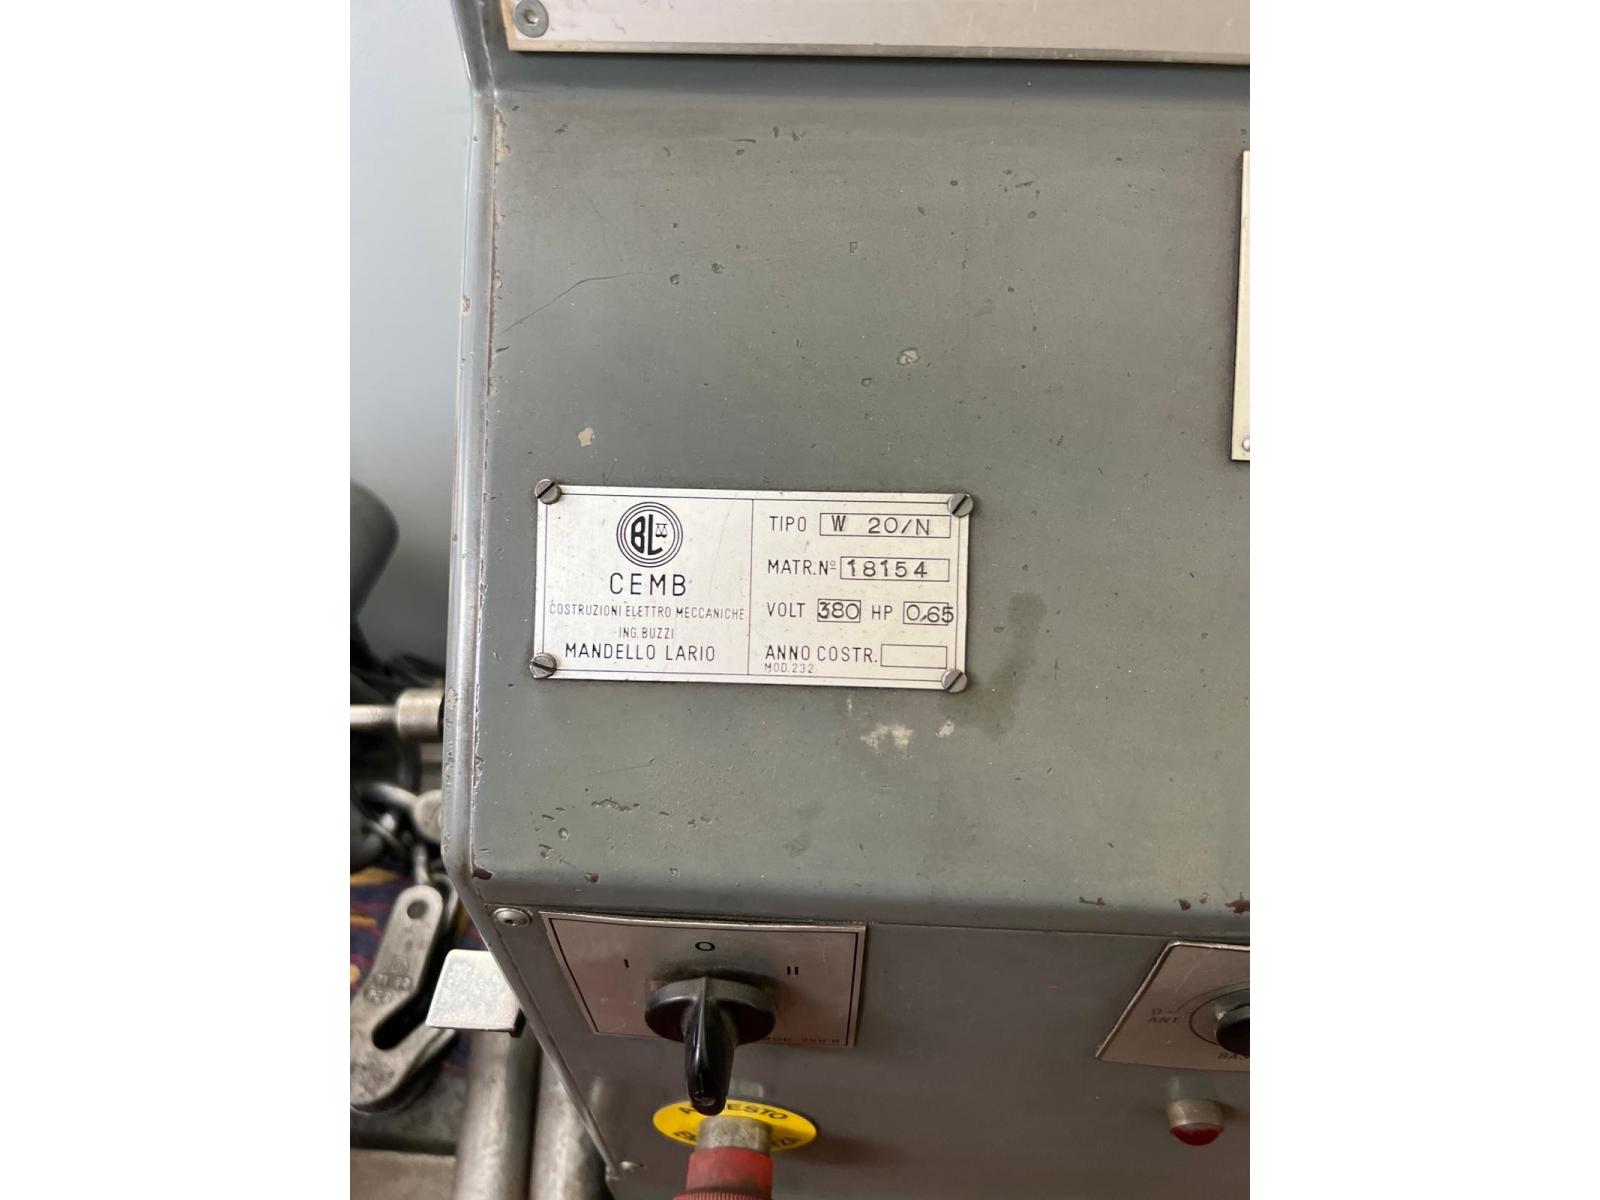 BL
CEMB
COSTRUZIONI ELETTRO MECCANICHE
ING. BUZZI
MANDELLO LARIO
TIPO W 20/N
MATR. Nº 18154
VOLT 380 HP 0,65
ANNO COSTR.
MOD. 232
I O II